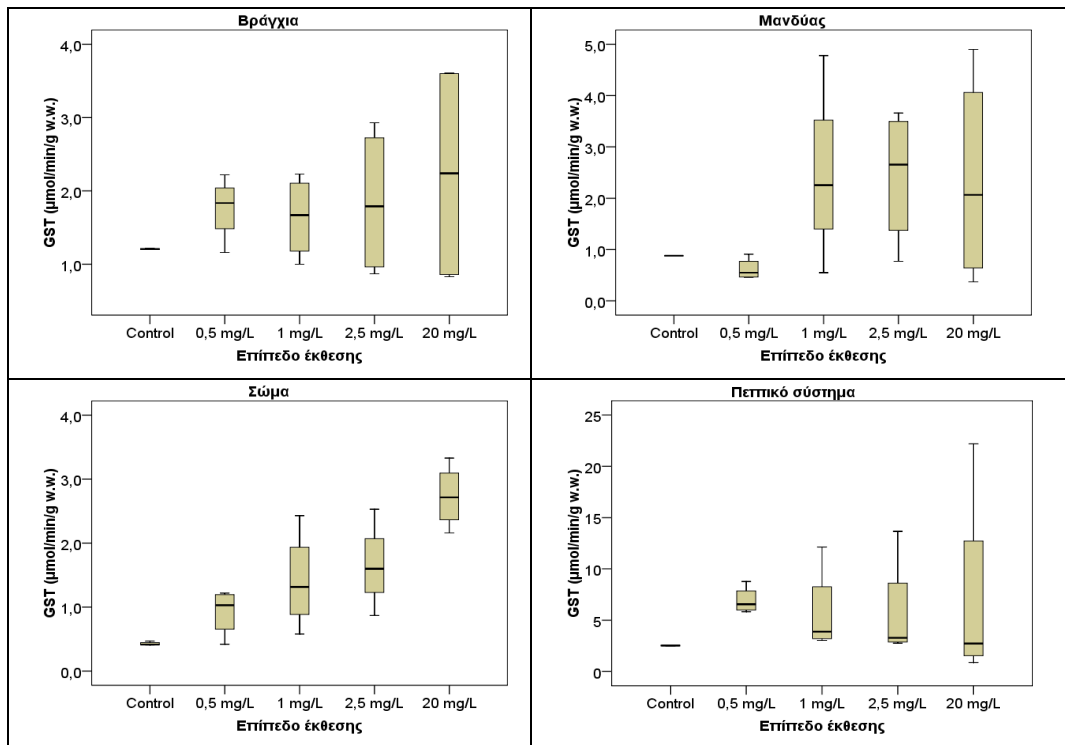 Βράγχια
GST (μmol/min/g w.w.)
4,0
3,0
2,0
1,0
Control 0,5 mg/L 1 mg/L 2,5 mg/L 20 mg/L
Επίπεδο έκθεσης
Μανδύας
GST (μmol/min/g w.w.)
5,0
4,0
3,0
2,0
1,0
0,0
Control 0,5 mg/L 1 mg/L 2,5 mg/L 20 mg/L
Επίπεδο έκθεσης
Σώμα
GST (μmol/min/g w.w.)
4,0
3,0
2,0
1,0
0,0
Control 0,5 mg/L 1 mg/L 2,5 mg/L 20 mg/L
Επίπεδο έκθεσης
Πεπτικό σύστημα
GST (μmol/min/g w.w.)
25
20
15
10
5
0
Control 0,5 mg/L 1 mg/L 2,5 mg/L 20 mg/L
Επίπεδο έκθεσης